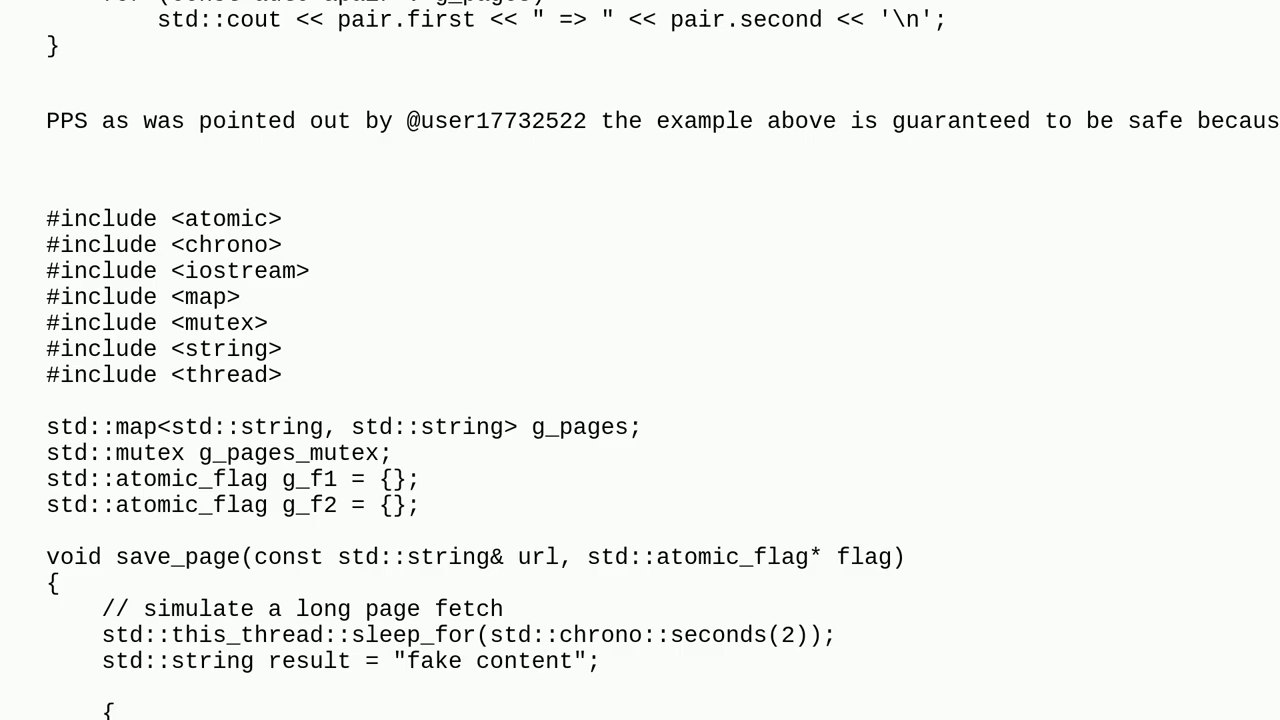 std::cout << pair.first << " => " << pair.second << '\n';
}
PPS as was pointed out by @user17732522 the example above is guaranteed to be safe becaus
#include <atomic>
#include <chrono>
#include <iostream>
#include <map>
#include <mutex>
#include <string>
#include <thread>
std::map<std::string, std::string> g_pages;
std::mutex g_pages_mutex;
std::atomic_flag g_f1 = {};
std::atomic_flag g_f2 = {};
void save_page(const std::string& url, std::atomic_flag* flag)
{
// simulate a long page fetch
std::this_thread::sleep_for(std::chrono::seconds(2));
std::string result = "fake content";
{